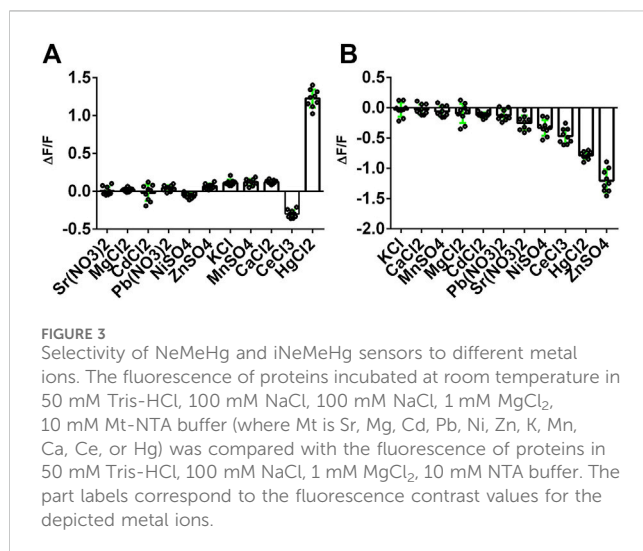 A
B
1.5
1.0
0.5
0.0
-0.5
ΔF/F
Sr(NO3)2
MgCl2
CdCl2
Pb(NO3)2
NiSO4
ZnSO4
KCl
MnSO4
CaCl2
CeCl3
HgCl2
0.5
0.0
-0.5
-1.0
-1.5
-2.0
ΔF/F
KCl
CaCl2
MnSO4
MgCl2
CdCl2
Pb(NO3)2
Sr(NO3)2
NiSO4
CeCl3
HgCl2
ZnSO4
FIGURE 3
Selectivity of NeMeHg and iNeMeHg sensors to different metal
ions. The fluorescence of proteins incubated at room temperature in
50 mM Tris-HCl, 100 mM NaCl, 100 mM NaCl, 1 mM MgCl₂,
10 mM Mt-NTA buffer (where Mt is Sr, Mg, Cd, Pb, Ni, Zn, K, Mn,
Ca, Ce, or Hg) was compared with the fluorescence of proteins in
50 mM Tris-HCl, 100 mM NaCl, 1 mM MgCl₂, 10 mM NTA buffer. The
part labels correspond to the fluorescence contrast values for the
depicted metal ions.